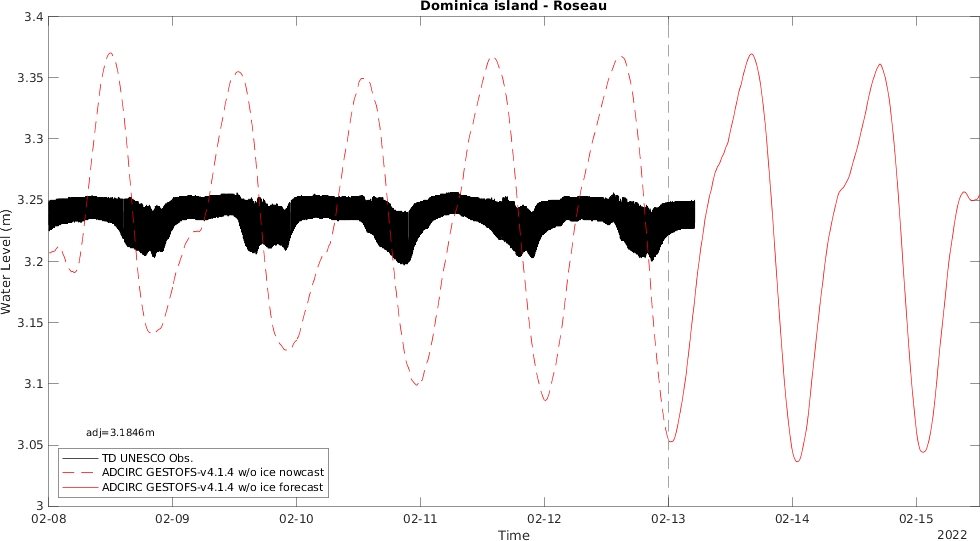 Dominica island - Roseau
3.4
3.35
3.3
3.25
3.2
3.15
3.1
3.05
3
Water Level (m)
adj=3.1846m
TD UNESCO Obs.
ADCIRC GESTOFS-v4.1.4 w/o ice nowcast
ADCIRC GESTOFS-v4.1.4 w/o ice forecast
02-08 02-09 02-10 02-11 02-12 02-13 02-14 02-15
Time
2022